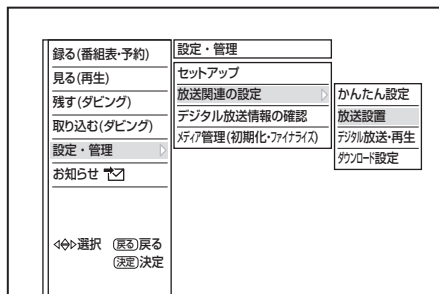 録る(番組表･予約)
見る(再生)
残す(ダビング)
取り込む(ダビング)
設定・管理
お知らせ
選択 戻る戻る
決定決定
設定・管理
セットアップ
放送関連の設定
デジタル放送情報の確認
メディア管理(初期化･ファイナライズ)
かんたん設定
放送設置
デジタル放送･再生
ダウンロード設定